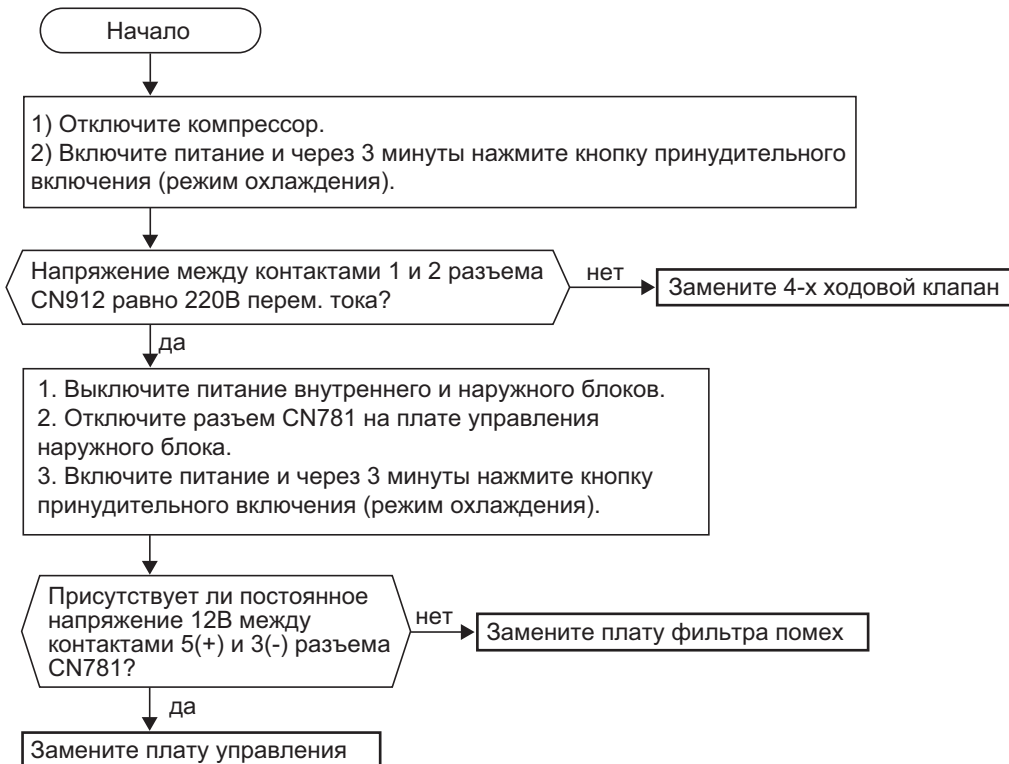 Начало
1) Отключите компрессор.
2) Включите питание и через 3 минуты нажмите кнопку принудительного
включения (режим охлаждения).
Напряжение между контактами 1 и 2 разъема
CN912 равно 220В перем. тока?
нет
Замените 4-х ходовой клапан
да
1. Выключите питание внутреннего и наружного блоков.
2. Отключите разъем CN781 на плате управления
наружного блока.
3. Включите питание и через 3 минуты нажмите кнопку
принудительного включения (режим охлаждения).
Присутствует ли постоянное
напряжение 12В между
контактами 5(+) и 3(-) разъема
CN781?
нет
Замените плату фильтра помех
да
Замените плату управления